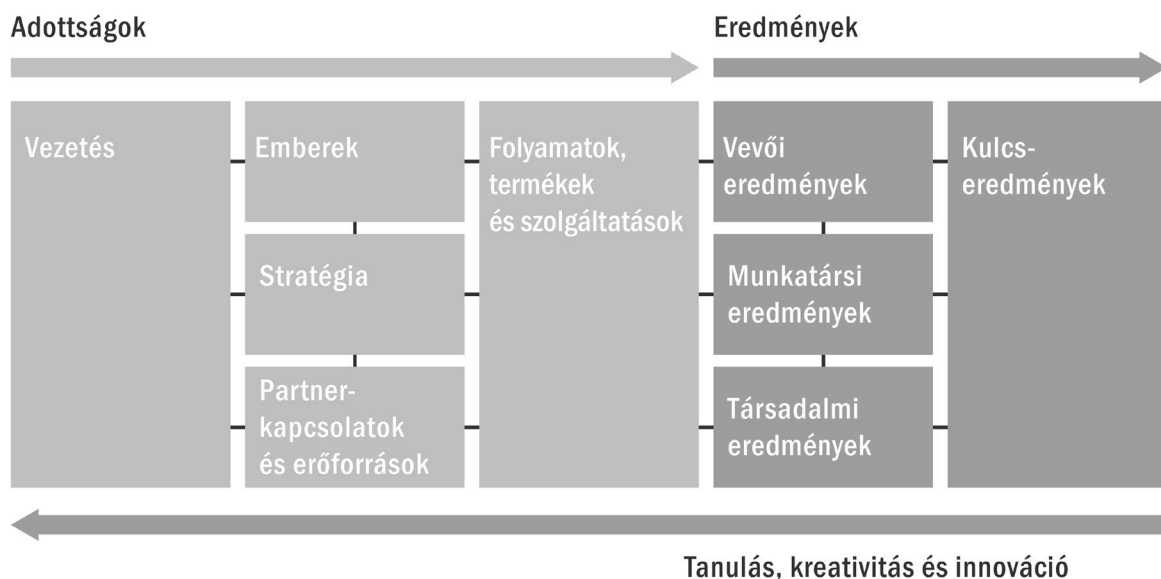 Adottságok
Eredmények
Vezetés
Emberek
Stratégia
Partner-
kapcsolatok
és erőforrások
Folyamatok,
termékek
és szolgáltatások
Vevői
eredmények
Munkatársi
eredmények
Társadalmi
eredmények
Kulcs-
eredmények
Tanulás, kreativitás és innováció